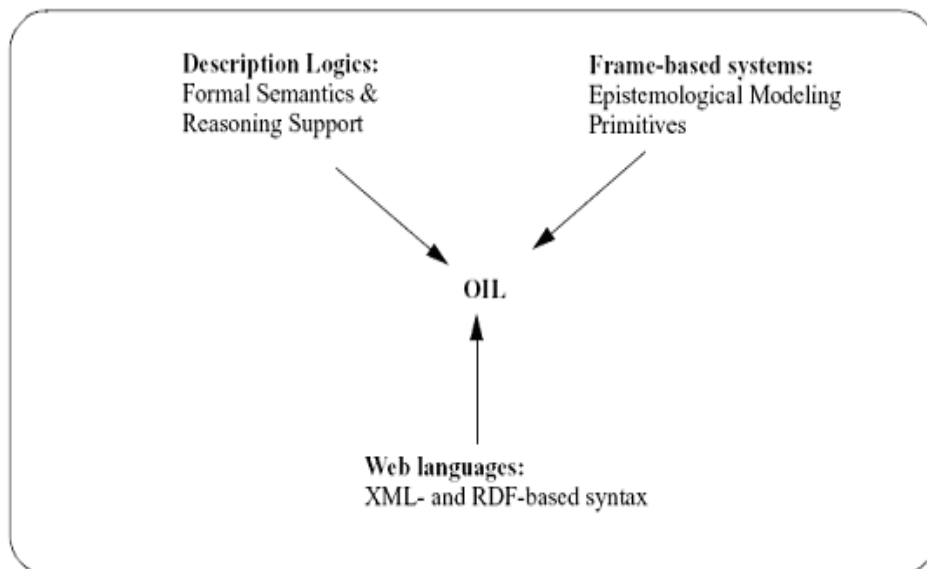 Description Logics:
Formal Semantics &
Reasoning Support
Frame-based systems:
Epistemological Modeling
Primitives
OIL
Web languages:
XML- and RDF-based syntax